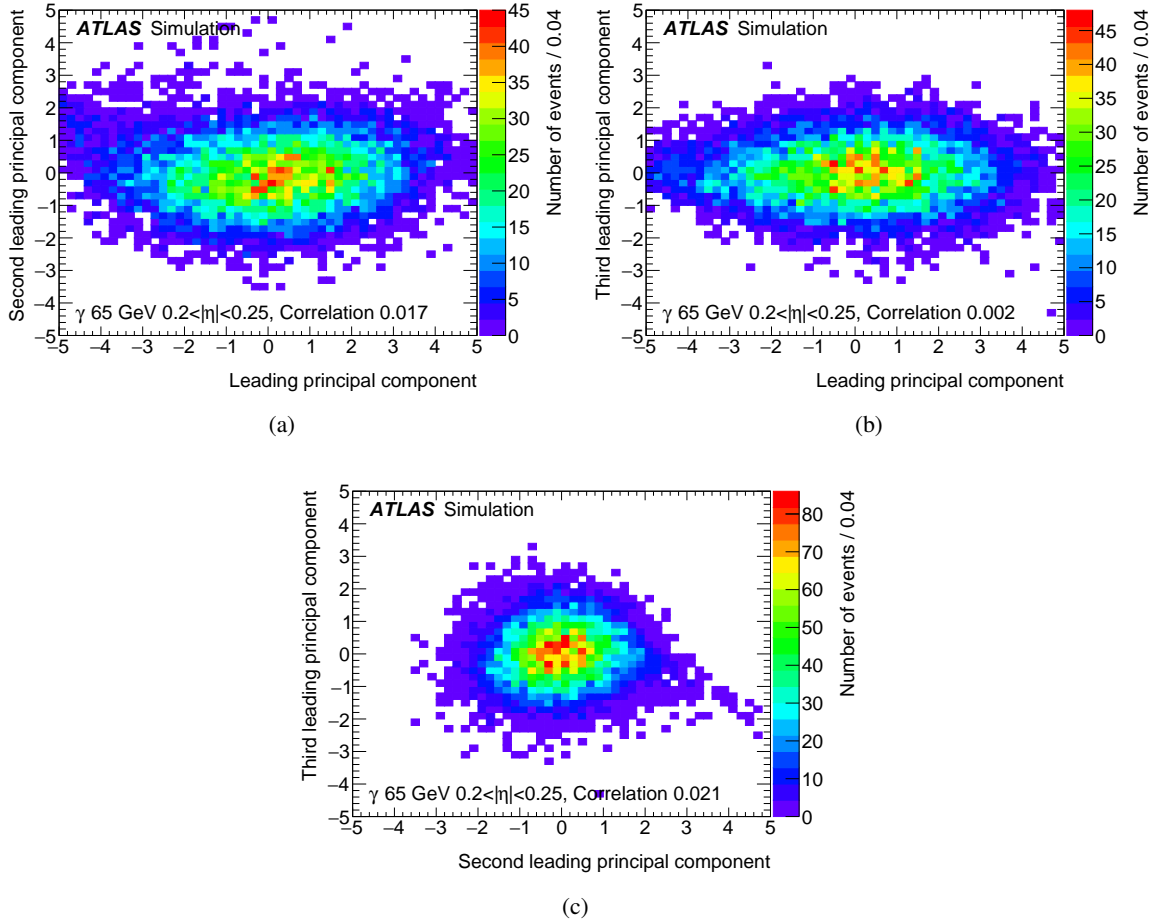 ATLAS Simulation
Second leading principal component
5
4
3
2
1
0
−1
−2
−3
−4
−5
γ 65 GeV 0.2<|η|<0.25, Correlation 0.017
−5 −4 −3 −2 −1 0 1 2 3 4 5
Leading principal component
45
40
35
30
25
20
15
10
5
0
Number of events / 0.04
(a)
ATLAS Simulation
Third leading principal component
5
4
3
2
1
0
−1
−2
−3
−4
−5
γ 65 GeV 0.2<|η|<0.25, Correlation 0.002
−5 −4 −3 −2 −1 0 1 2 3 4 5
Leading principal component
45
40
35
30
25
20
15
10
5
0
Number of events / 0.04
(b)
ATLAS Simulation
Third leading principal component
5
4
3
2
1
0
−1
−2
−3
−4
−5
γ 65 GeV 0.2<|η|<0.25, Correlation 0.021
−5 −4 −3 −2 −1 0 1 2 3 4 5
Second leading principal component
80
70
60
50
40
30
20
10
0
Number of events / 0.04
(c)